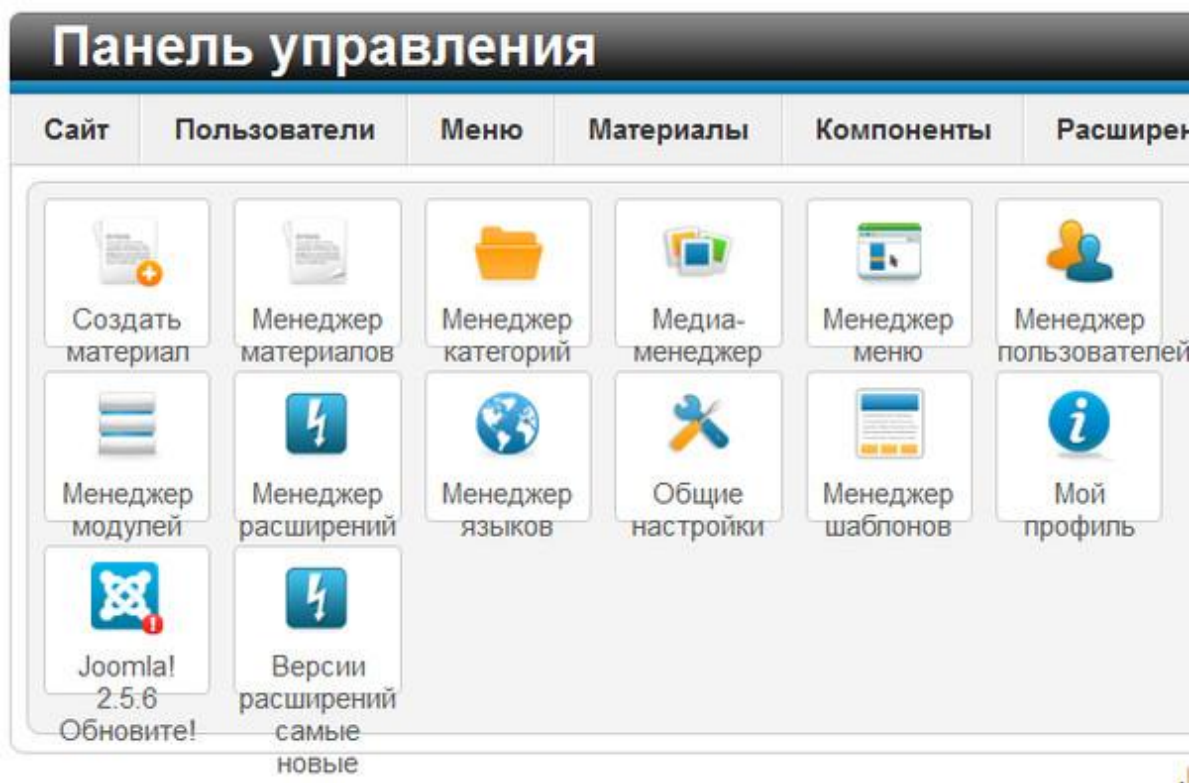 Панель управления
Сайт Пользователи Меню Материалы Компоненты Расширен
Создать
материал
Менеджер
материалов
Менеджер
категорий
Медиа-
менеджер
Менеджер
меню
Менеджер
пользователей
Менеджер
модулей
Менеджер
расширений
Менеджер
языков
Общие
настройки
Менеджер
шаблонов
Мой
профиль
Joomla!
2.5.6
Обновите!
Версии
расширений
самые
новые